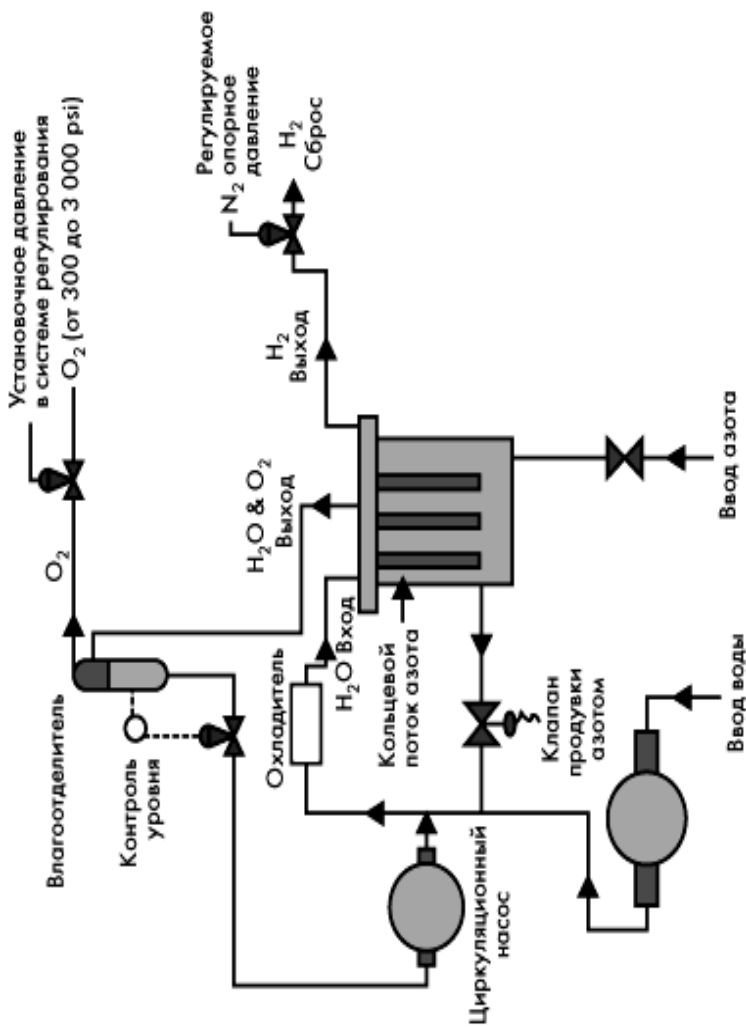 Установочное давление
в системе регулирования
O₂ (от 300 до 3 000 psi)
O₂
Влагоотделитель
Контроль
уровня
H₂O & O₂
Выход
H₂
Выход
Регулируемое
опорное
давление
N₂
H₂
Сброс
Охладитель
H₂O Вход
Кольцевой
поток азота
Клапан
продувки
азотом
Циркуляционный
насос
Ввод воды
Ввод азота